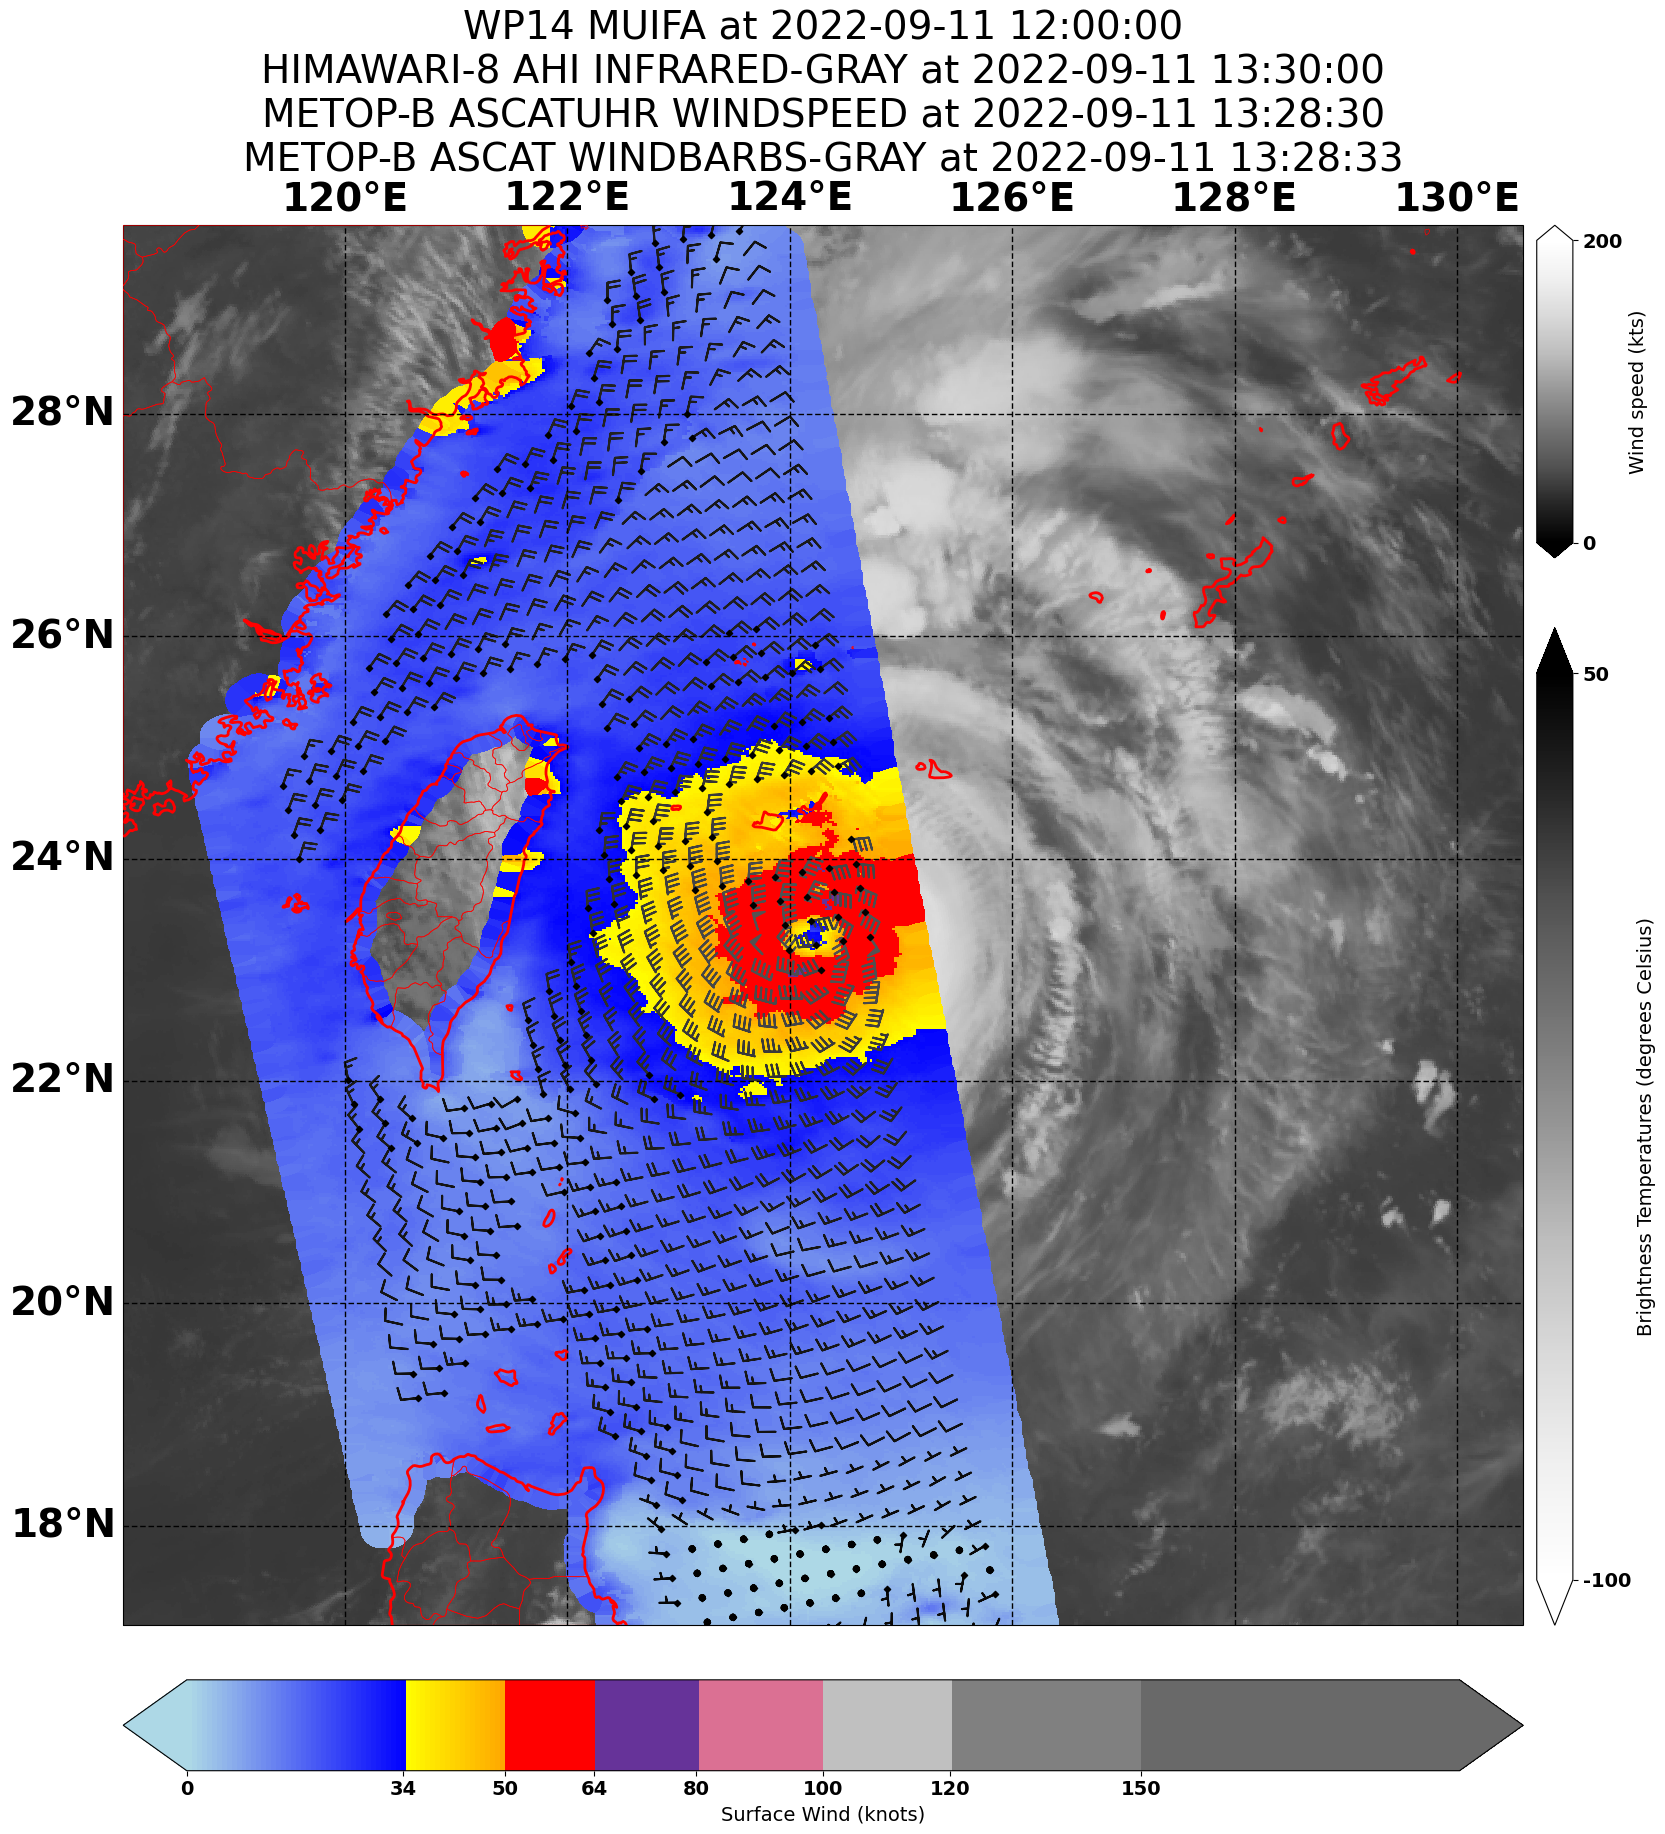 WP14 MUIFA at 2022-09-11 12:00:00
HIMAWARI-8 AHI INFRARED-GRAY at 2022-09-11 13:30:00
METOP-B ASCATUHR WINDSPEED at 2022-09-11 13:28:30
METOP-B ASCAT WINDBARBS-GRAY at 2022-09-11 13:28:33
120°E 122°E 124°E 126°E 128°E 130°E
28°N
26°N
24°N
22°N
20°N
18°N
200
0
Wind speed (kts)
50
-100
Brightness Temperatures (degrees Celsius)
0 34 50 64 80 100 120 150
Surface Wind (knots)